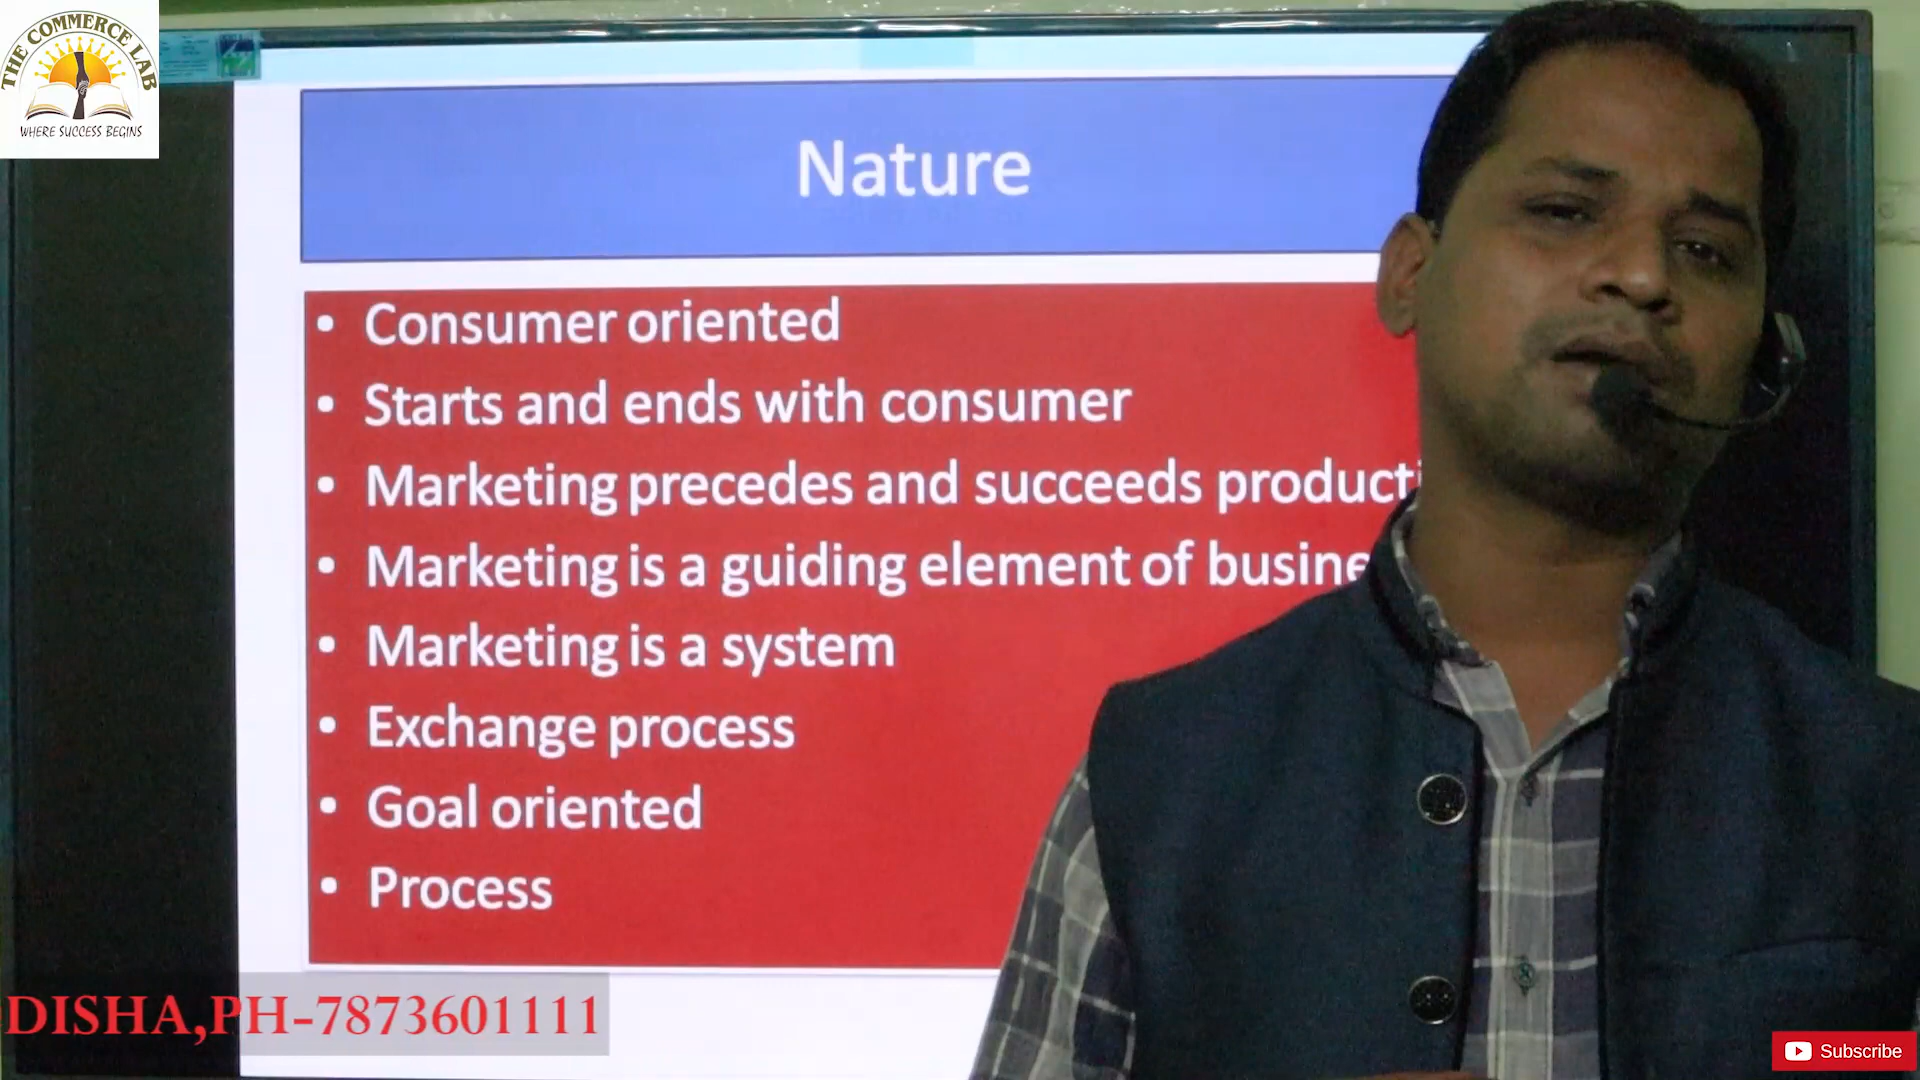 THE COMMERCE LAB
WHERE SUCCESS BEGINS
Nature
• Consumer oriented
• Starts and ends with consumer
• Marketing precedes and succeeds producti
• Marketing is a guiding element of busine
• Marketing is a system
• Exchange process
• Goal oriented
• Process
DISHA,PH-7873601111
Subscribe